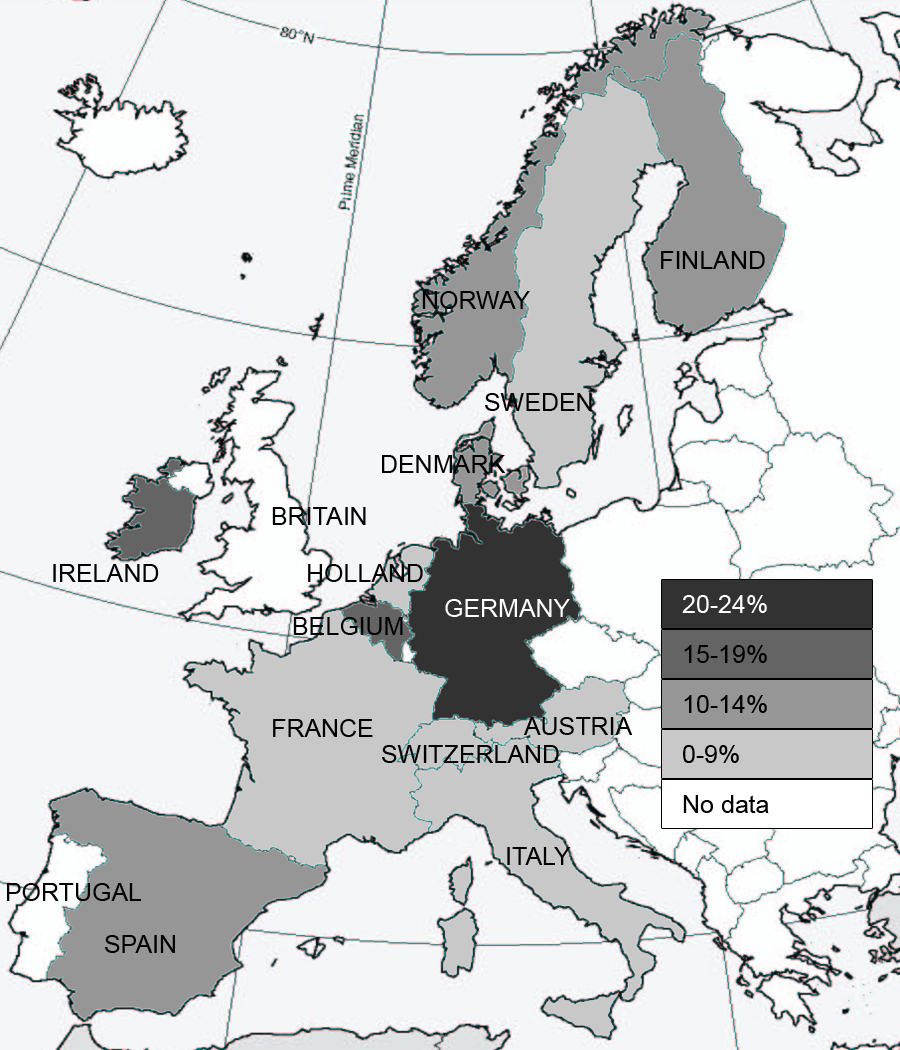 80°N
Prime Meridian
FINLAND
NORWAY
SWEDEN
DENMARK
BRITAIN
IRELAND
HOLLAND
GERMANY
BELGIUM
20-24%
15-19%
10-14%
0-9%
No data
FRANCE
AUSTRIA
SWITZERLAND
ITALY
PORTUGAL
SPAIN